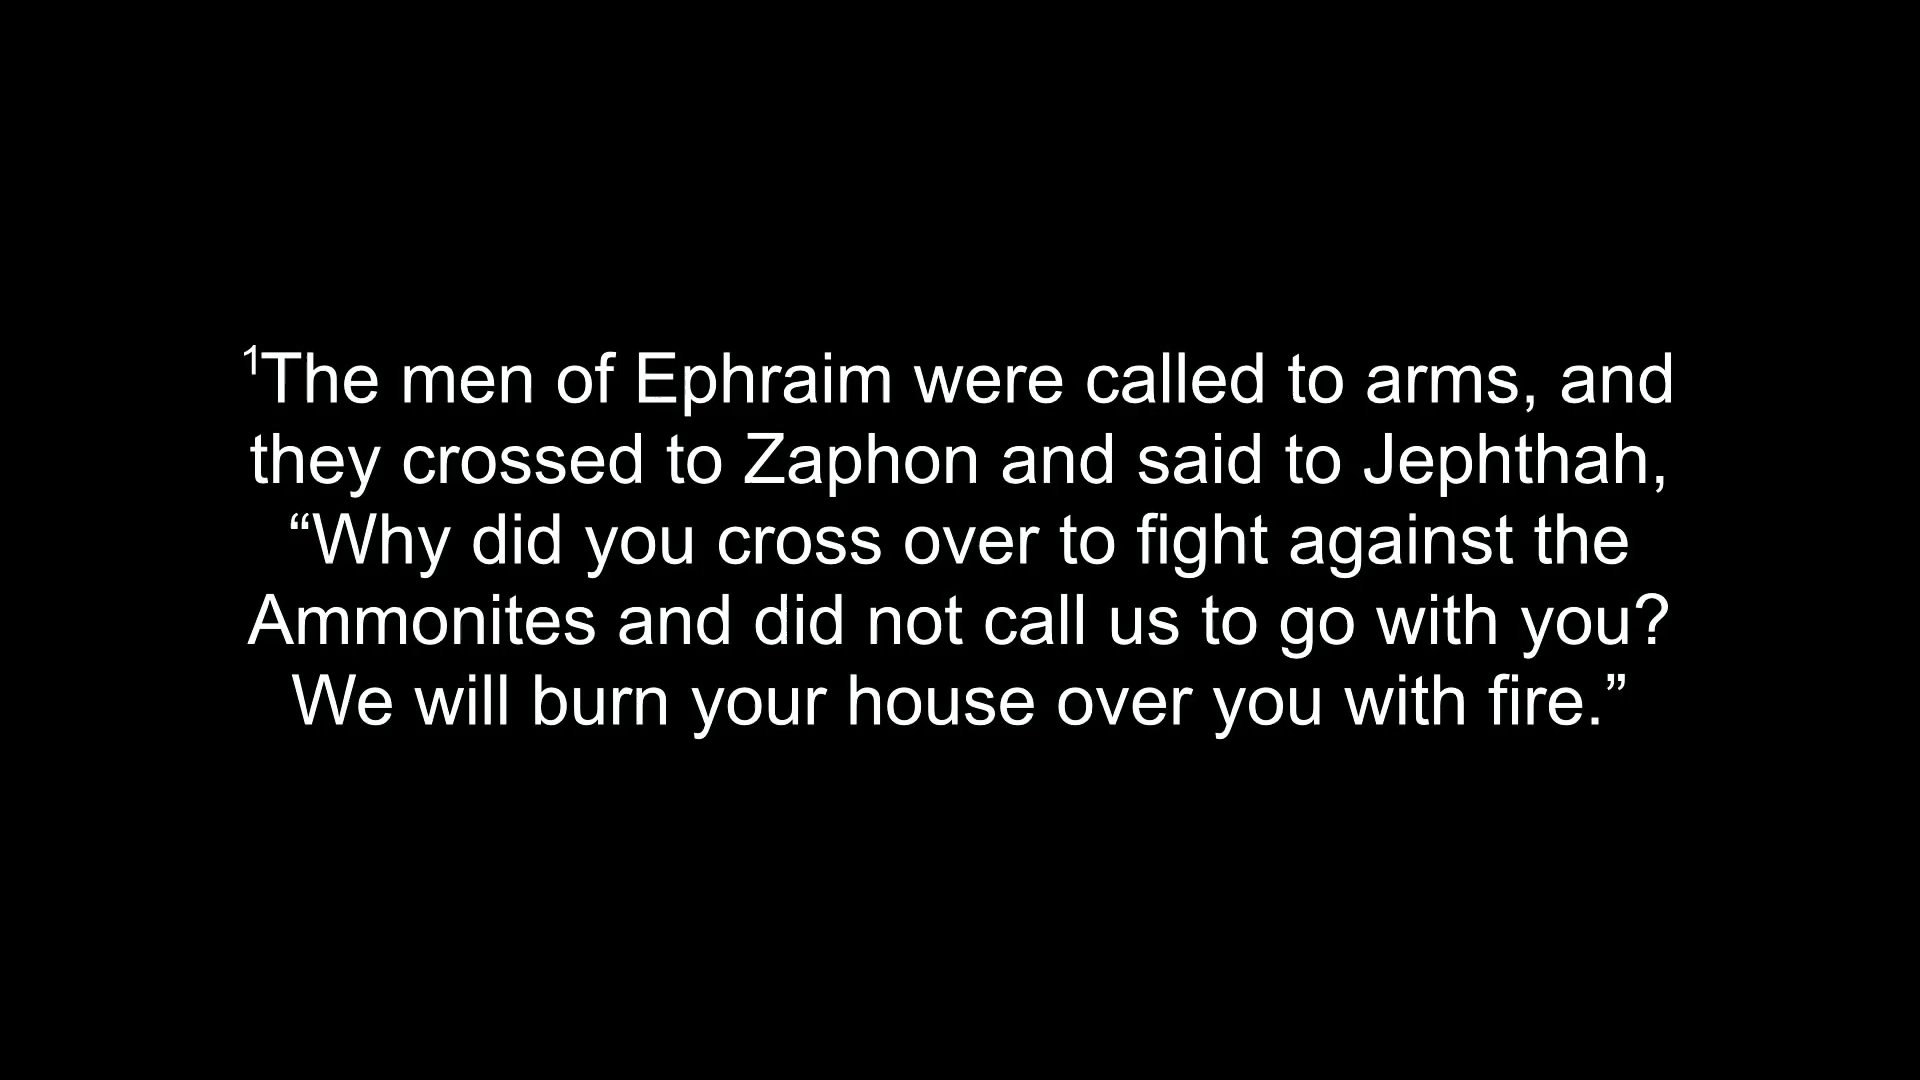 ¹The men of Ephraim were called to arms, and
they crossed to Zaphon and said to Jephthah,
“Why did you cross over to fight against the
Ammonites and did not call us to go with you?
We will burn your house over you with fire.”